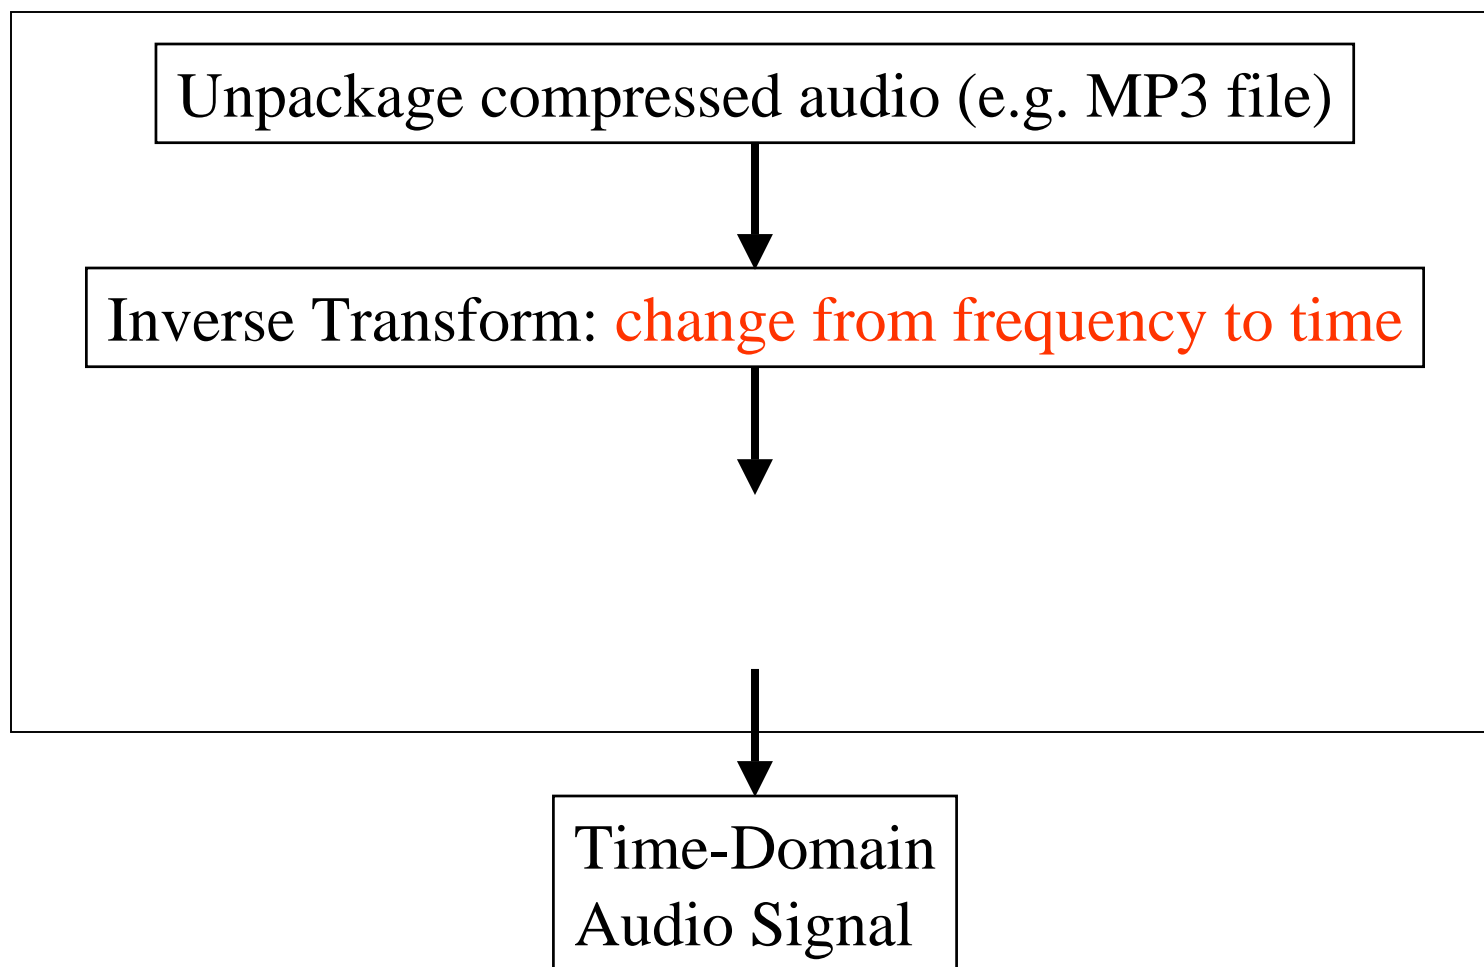 Unpackage compressed audio (e.g. MP3 file)
Inverse Transform: change from frequency to time
Time-Domain
Audio Signal